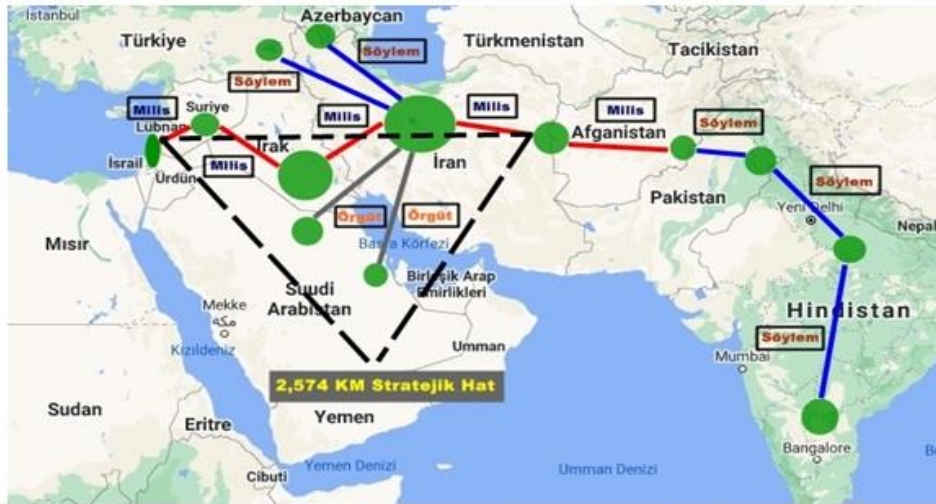 İstanbul
Azerbaycan
Türkiye
Söylem
Türkmenistan
Tacikistan
Söylem
Milis
Suriye
Milis
Milis
Milis
Lübnan
Irak
Afganistan
Söylem
İsrail
Milis
İran
Ürdün
Söylem
Pakistan
Yeni Delhi
Örgüt
Örgüt
Nepal
Mısır
Basra Körfezi
Birleşik Arap
Emirlikleri
Suudi
Arabistan
Mekke
مكة
Hindistan
Kızıldeniz
Umman
Söylem
Mumbai
2,574 KM Stratejik Hat
Sudan
Yemen
Eritre
Bangalore
Yemen Denizi
Umman Denizi
Cibuti